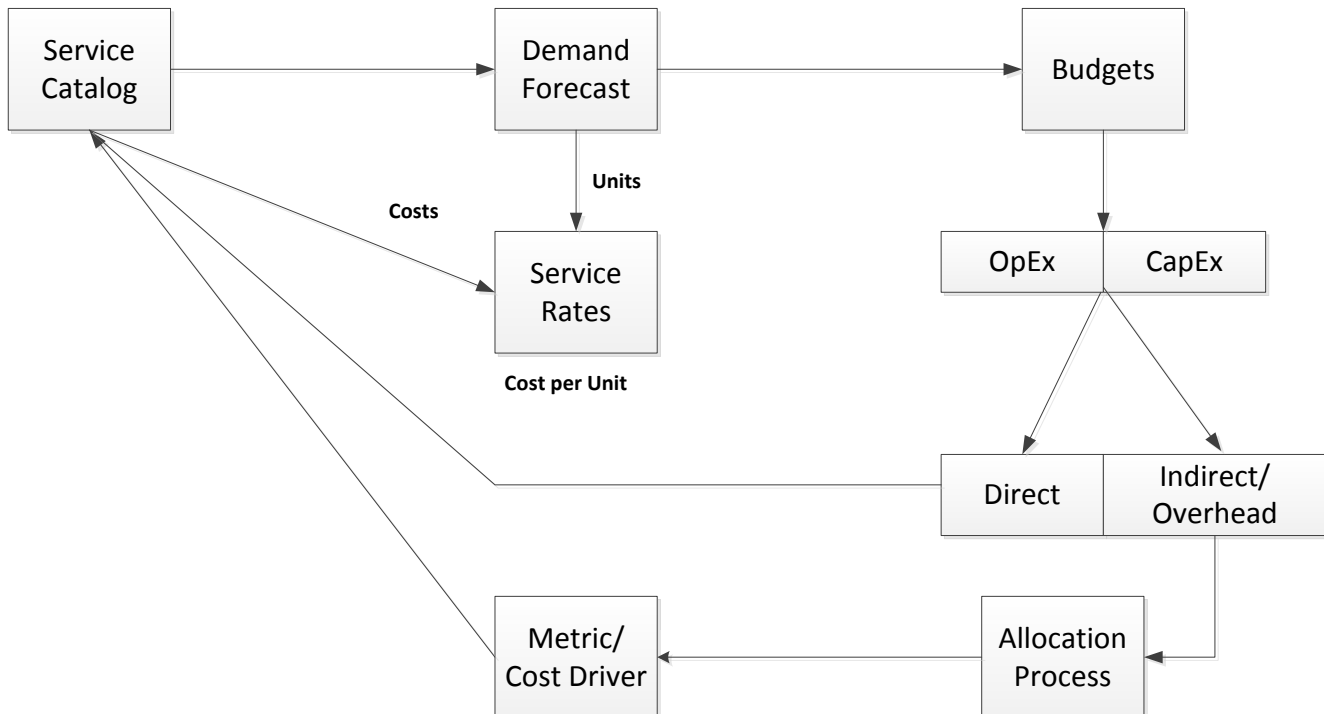 Service
Catalog
Demand
Forecast
Budgets
Units
Costs
Service
Rates
OpEx
CapEx
Cost per Unit
Direct
Indirect/
Overhead
Metric/
Cost Driver
Allocation
Process